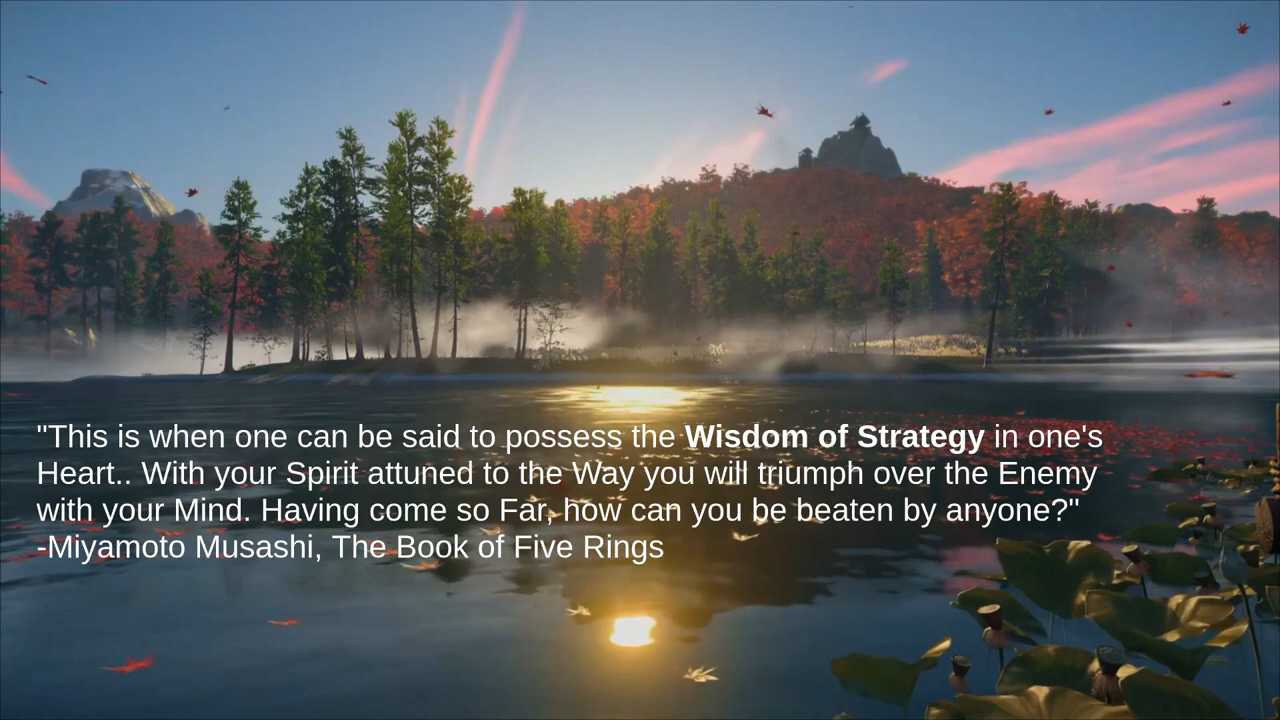 "This is when one can be said to possess the Wisdom of Strategy in one's
Heart.. With your Spirit attuned to the Way you will triumph over the Enemy
with your Mind. Having come so Far, how can you be beaten by anyone?"
-Miyamoto Musashi, The Book of Five Rings